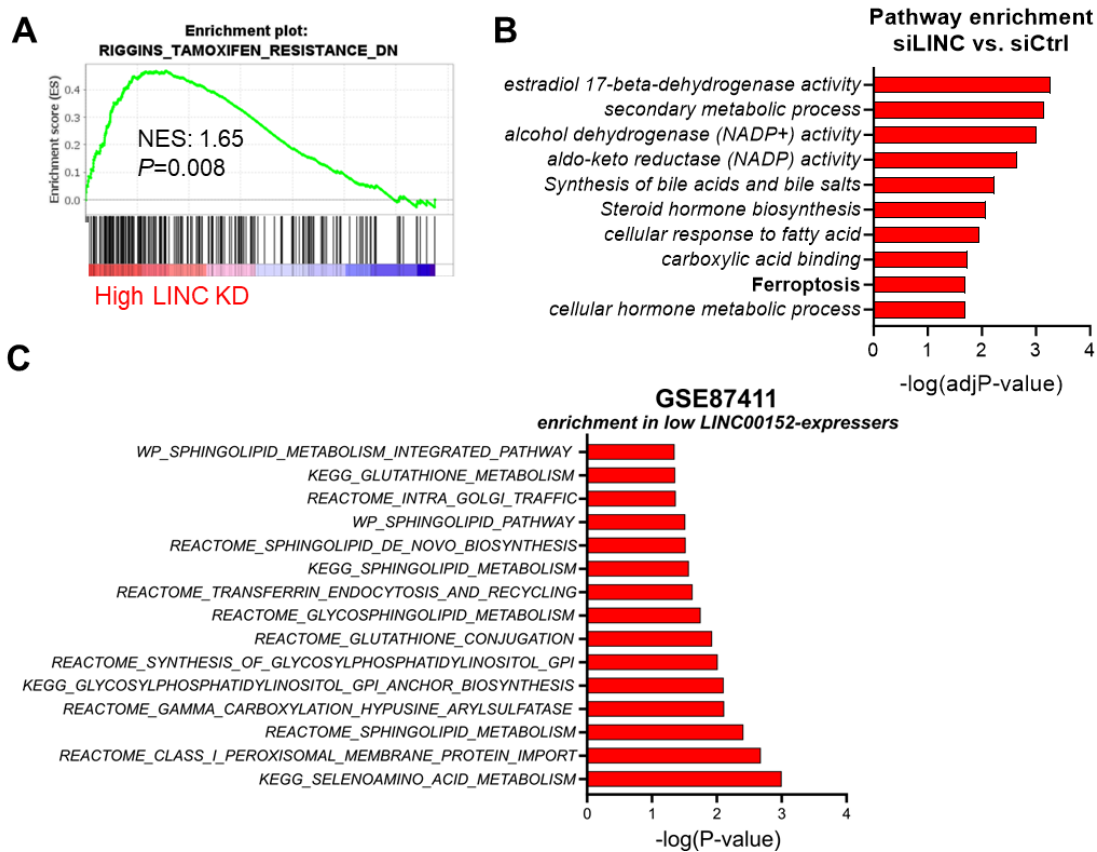 A
Enrichment plot:
RIGGINS_TAMOXIFEN_RESISTANCE_DN
Enrichment score (ES)
0.4
0.3
0.2
0.1
0.0
NES: 1.65
P=0.008
High LINC KD
B
Pathway enrichment
siLINC vs. siCtrl
estradiol 17-beta-dehydrogenase activity
secondary metabolic process
alcohol dehydrogenase (NADP+) activity
aldo-keto reductase (NADP) activity
Synthesis of bile acids and bile salts
Steroid hormone biosynthesis
cellular response to fatty acid
carboxylic acid binding
Ferroptosis
cellular hormone metabolic process
0 1 2 3 4
-log(adjP-value)
C
GSE87411
enrichment in low LINC00152-expressers
WP_SPHINGOLIPID_METABOLISM_INTEGRATED_PATHWAY
KEGG_GLUTATHIONE_METABOLISM
REACTOME_INTRA_GOLGI_TRAFFIC
WP_SPHINGOLIPID_PATHWAY
REACTOME_SPHINGOLIPID_DE_NOVO_BIOSYNTHESIS
KEGG_SPHINGOLIPID_METABOLISM
REACTOME_TRANSFERRIN_ENDOCYTOSIS_AND_RECYCLING
REACTOME_GLYCOSPHINGOLIPID_METABOLISM
REACTOME_GLUTATHIONE_CONJUGATION
REACTOME_SYNTHESIS_OF_GLYCOSYLPHOSPHATIDYLINOSITOL_GPI
KEGG_GLYCOSYLPHOSPHATIDYLINOSITOL_GPI_ANCHOR_BIOSYNTHESIS
REACTOME_GAMMA_CARBOXYLATION_HYPUSINE_ARYLSULFATASE
REACTOME_SPHINGOLIPID_METABOLISM
REACTOME_CLASS_I_PEROXISOMAL_MEMBRANE_PROTEIN_IMPORT
KEGG_SELENOAMINO_ACID_METABOLISM
0 1 2 3 4
-log(P-value)